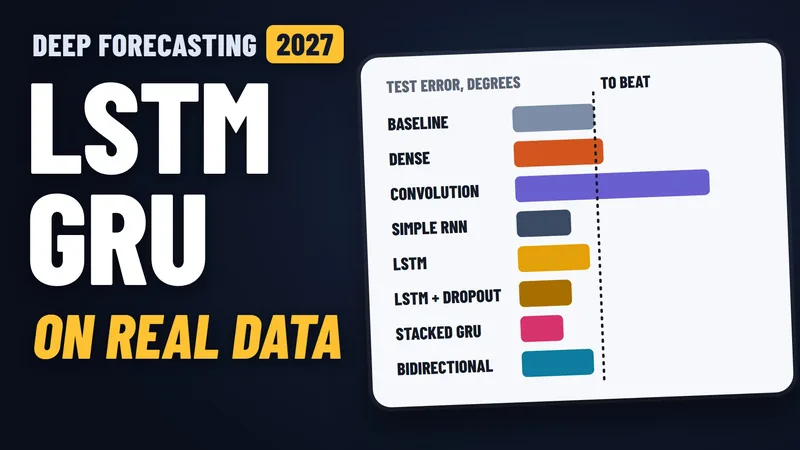 DEEP FORECASTING 2027
LSTM
GRU
ON REAL DATA
TEST ERROR, DEGREES
TO BEAT
BASELINE
DENSE
CONVOLUTION
SIMPLE RNN
LSTM
LSTM + DROPOUT
STACKED GRU
BIDIRECTIONAL